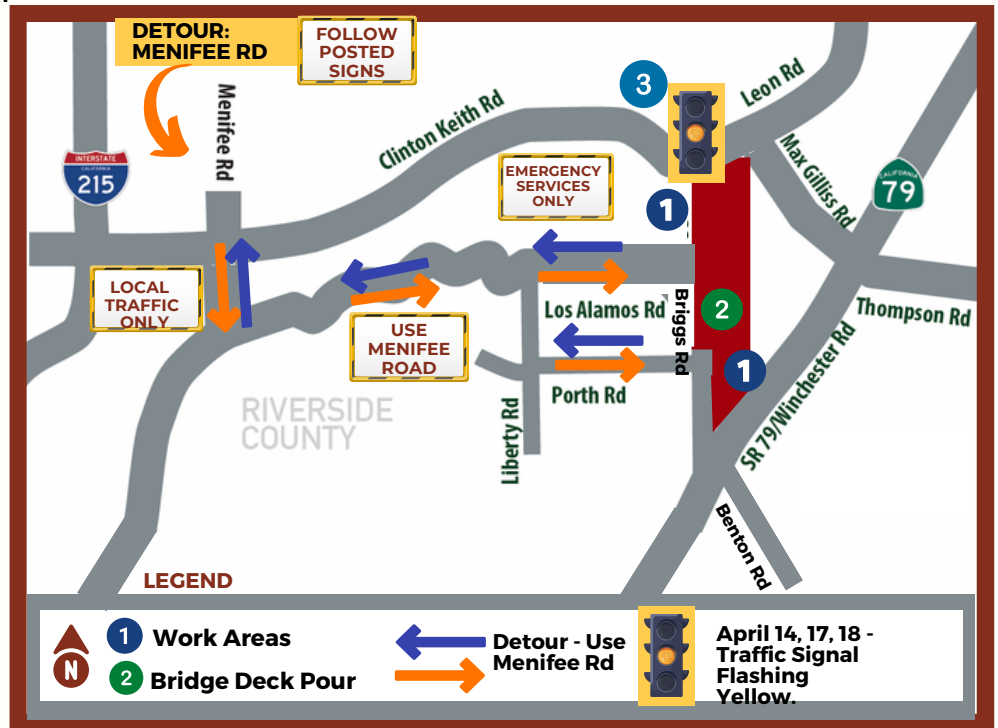 DETOUR:
MENIFEE RD
FOLLOW
POSTED
SIGNS
3
Leon Rd
Menifee Rd
Clinton Keith Rd
INTERSTATE
CALIFORNIA
215
EMERGENCY
SERVICES
ONLY
Max Gilliss Rd
CALIFORNIA
79
1
LOCAL
TRAFFIC
ONLY
Los Alamos Rd
Briggs Rd
2
Thompson Rd
USE
MENIFEE
ROAD
1
Porth Rd
RIVERSIDE
COUNTY
Liberty Rd
SR 79/Winchester Rd
Benton Rd
LEGEND
N
1 Work Areas
2 Bridge Deck Pour
Detour - Use
Menifee Rd
April 14, 17, 18 -
Traffic Signal
Flashing
Yellow.